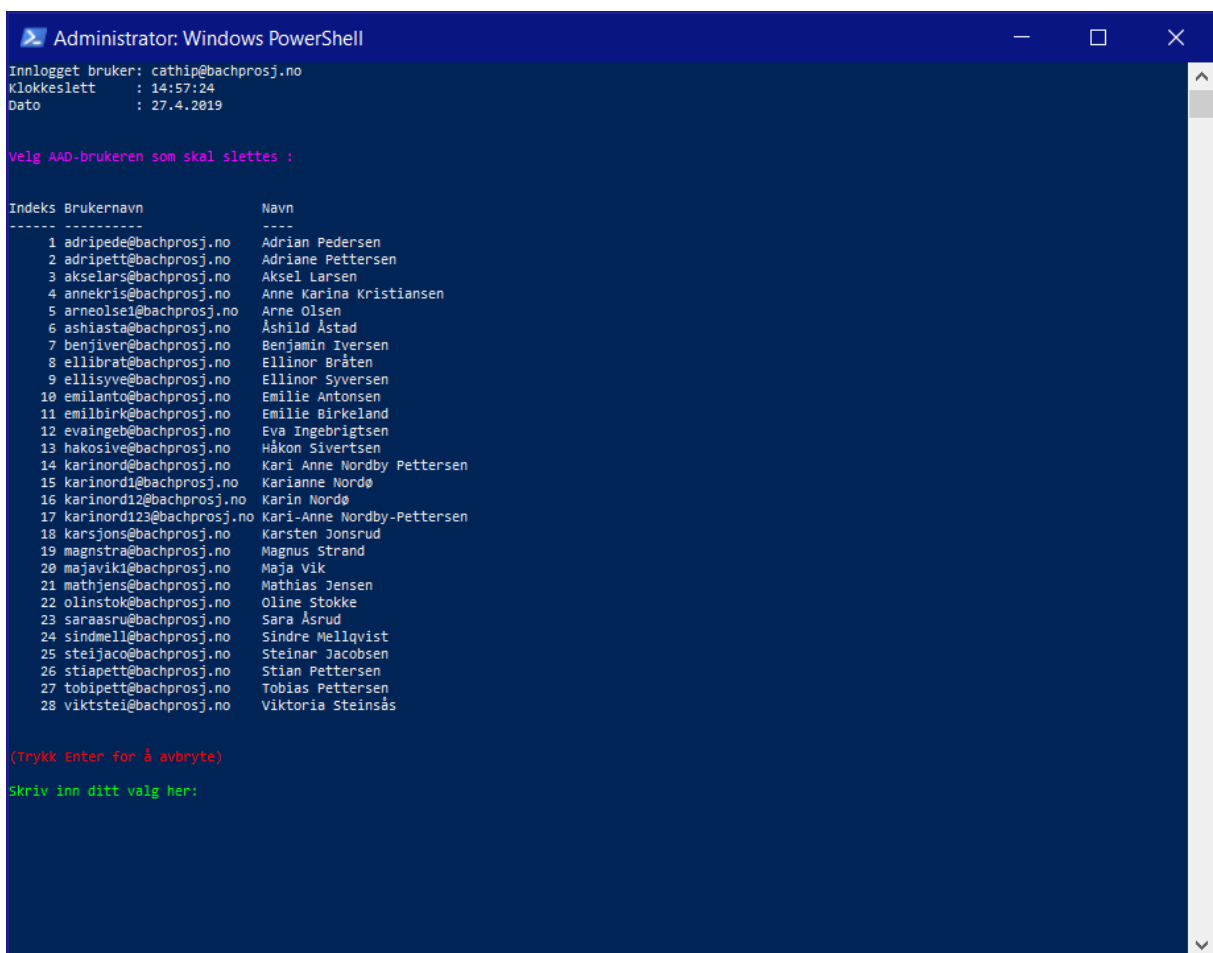 Administrator: Windows PowerShell
Innlogget bruker: cathip@bachprosj.no
Klokkeslett     : 14:57:24
Dato            : 27.4.2019
Velg AAD-brukeren som skal slettes :
Indeks Brukernavn               Navn
------ ----------               ----
     1 adripede@bachprosj.no    Adrian Pedersen
     2 adripett@bachprosj.no    Adriane Pettersen
     3 akselars@bachprosj.no    Aksel Larsen
     4 annekris@bachprosj.no    Anne Karina Kristiansen
     5 arneolse1@bachprosj.no   Arne Olsen
     6 ashiasta@bachprosj.no    Åshild Åstad
     7 benjiver@bachprosj.no    Benjamin Iversen
     8 ellibrat@bachprosj.no    Ellinor Bråten
     9 ellisyve@bachprosj.no    Ellinor Syversen
    10 emilanto@bachprosj.no    Emilie Antonsen
    11 emilbirk@bachprosj.no    Emilie Birkeland
    12 evaingeb@bachprosj.no    Eva Ingebrigtsen
    13 hakosive@bachprosj.no    Håkon Sivertsen
    14 karinord@bachprosj.no    Kari Anne Nordby Pettersen
    15 karinord1@bachprosj.no   Karianne Nordø
    16 karinord12@bachprosj.no  Karin Nordø
    17 karinord123@bachprosj.no Kari-Anne Nordby-Pettersen
    18 karsjons@bachprosj.no    Karsten Jonsrud
    19 magnstra@bachprosj.no    Magnus Strand
    20 majavik1@bachprosj.no    Maja Vik
    21 mathjens@bachprosj.no    Mathias Jensen
    22 olinstok@bachprosj.no    Oline Stokke
    23 saraasru@bachprosj.no    Sara Åsrud
    24 sindmell@bachprosj.no    Sindre Mellqvist
    25 steijaco@bachprosj.no    Steinar Jacobsen
    26 stiapett@bachprosj.no    Stian Pettersen
    27 tobipett@bachprosj.no    Tobias Pettersen
    28 viktstei@bachprosj.no    Viktoria Steinsås
(Trykk Enter for å avbryte)
Skriv inn ditt valg her: